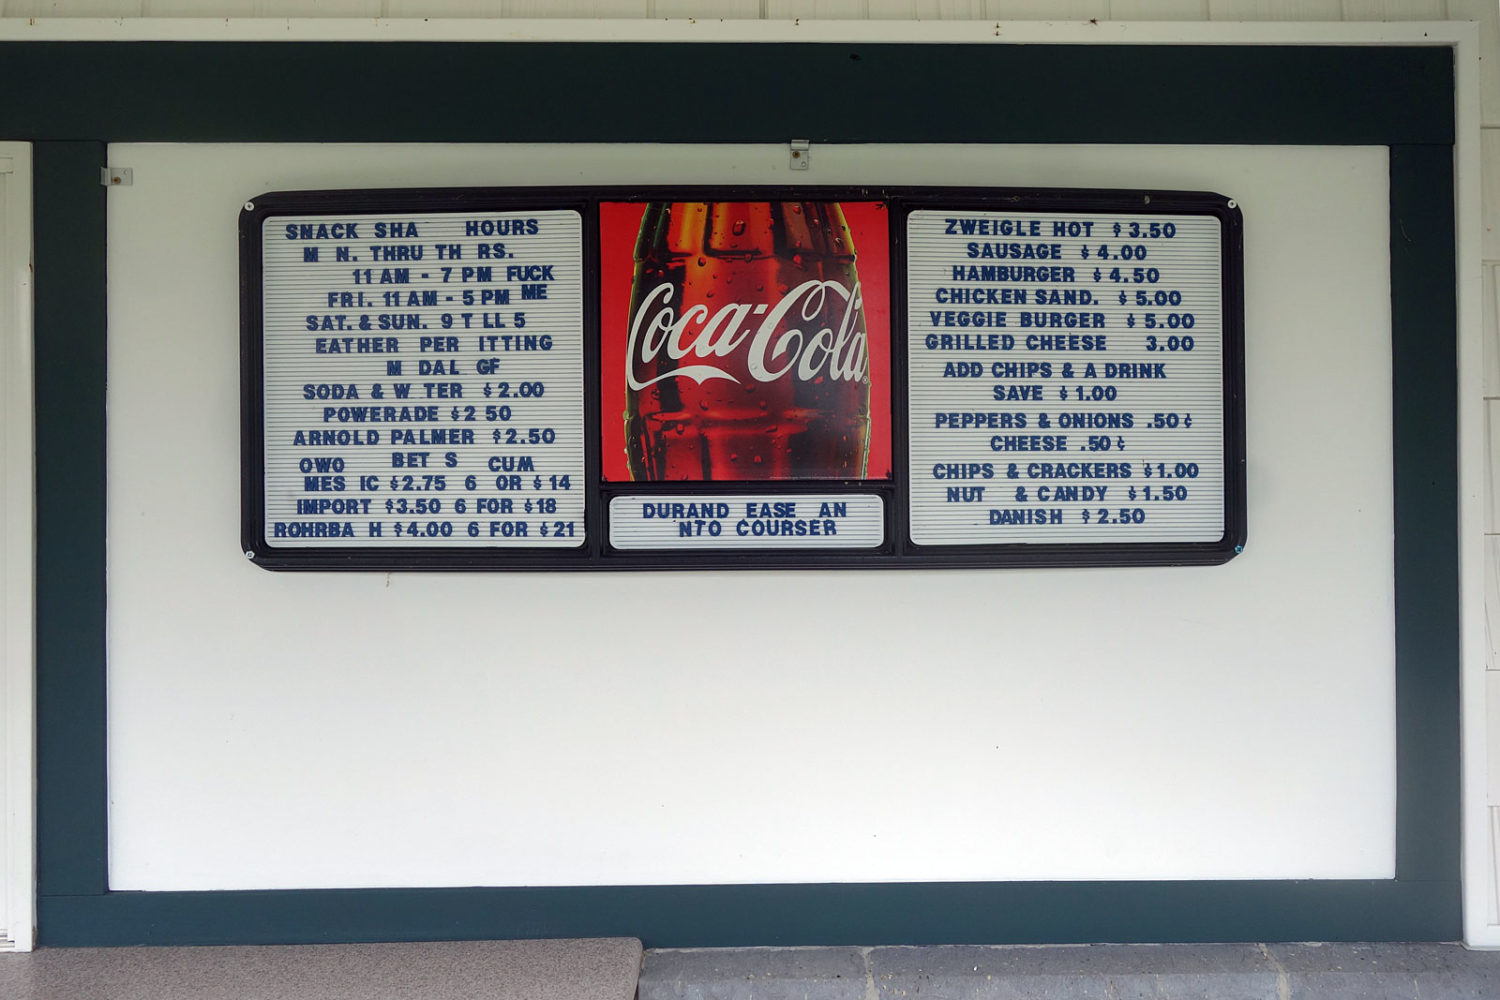 SNACK SHA HOURS
M N. THRU TH RS.
11 AM - 7 PM FUCK
FRI. 11 AM - 5 PM ME
SAT. & SUN. 9 T LL 5
EATHER PER ITTING
M DAL GF
SODA & W TER $2.00
POWERADE $2 50
ARNOLD PALMER $2.50
OWO BET S CUM
MES IC $2.75 6 OR $14
IMPORT $3.50 6 FOR $18
ROHRBA H $4.00 6 FOR $21
Coca-Cola
DURAND EASE AN
NTO COURSER
ZWEIGLE HOT $3.50
SAUSAGE $4.00
HAMBURGER $4.50
CHICKEN SAND. $5.00
VEGGIE BURGER $5.00
GRILLED CHEESE 3.00
ADD CHIPS & A DRINK
SAVE $1.00
PEPPERS & ONIONS .50¢
CHEESE .50¢
CHIPS & CRACKERS $1.00
NUT & CANDY $1.50
DANISH $2.50